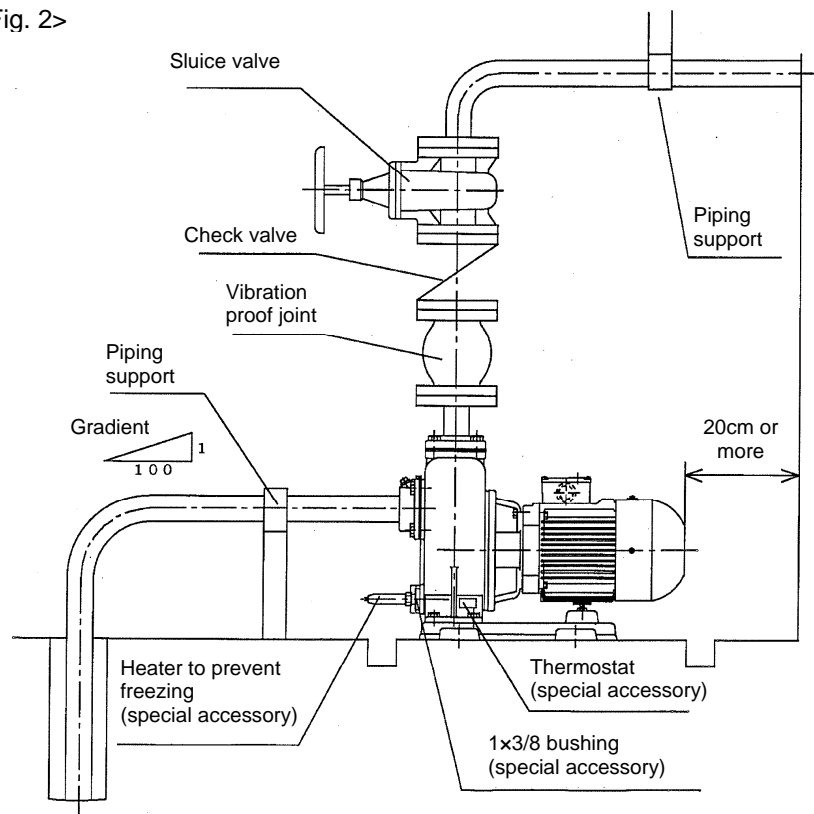 Fig. 2>
Sluice valve
Check valve
Vibration
proof joint
Piping
support
Piping
support
Gradient
1
100
20cm or
more
Heater to prevent
freezing
(special accessory)
Thermostat
(special accessory)
1×3/8 bushing
(special accessory)